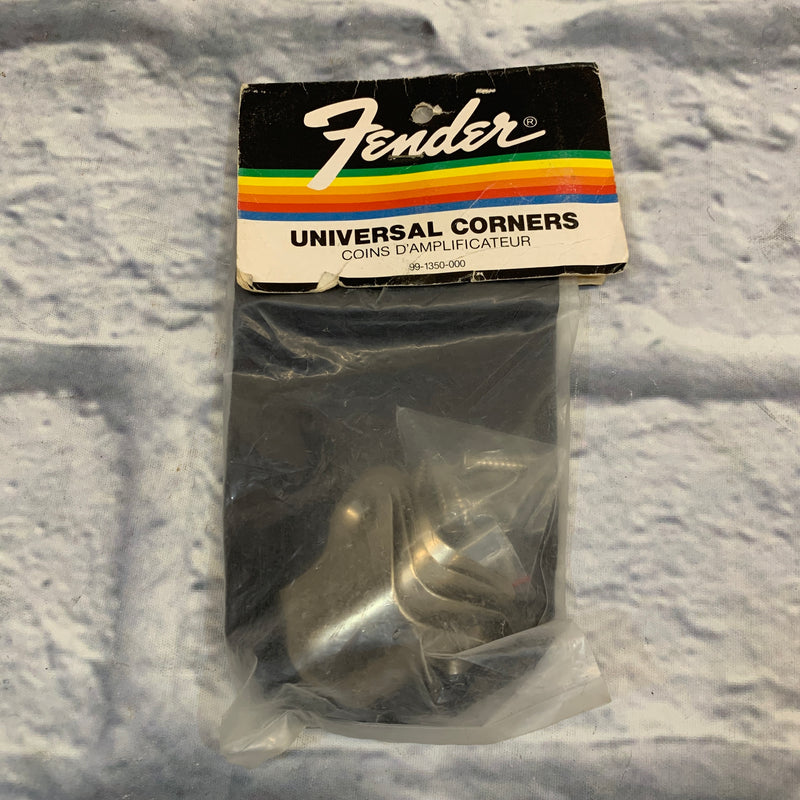 Fender®
UNIVERSAL CORNERS
COINS D'AMPLIFICATEUR
99-1350-000